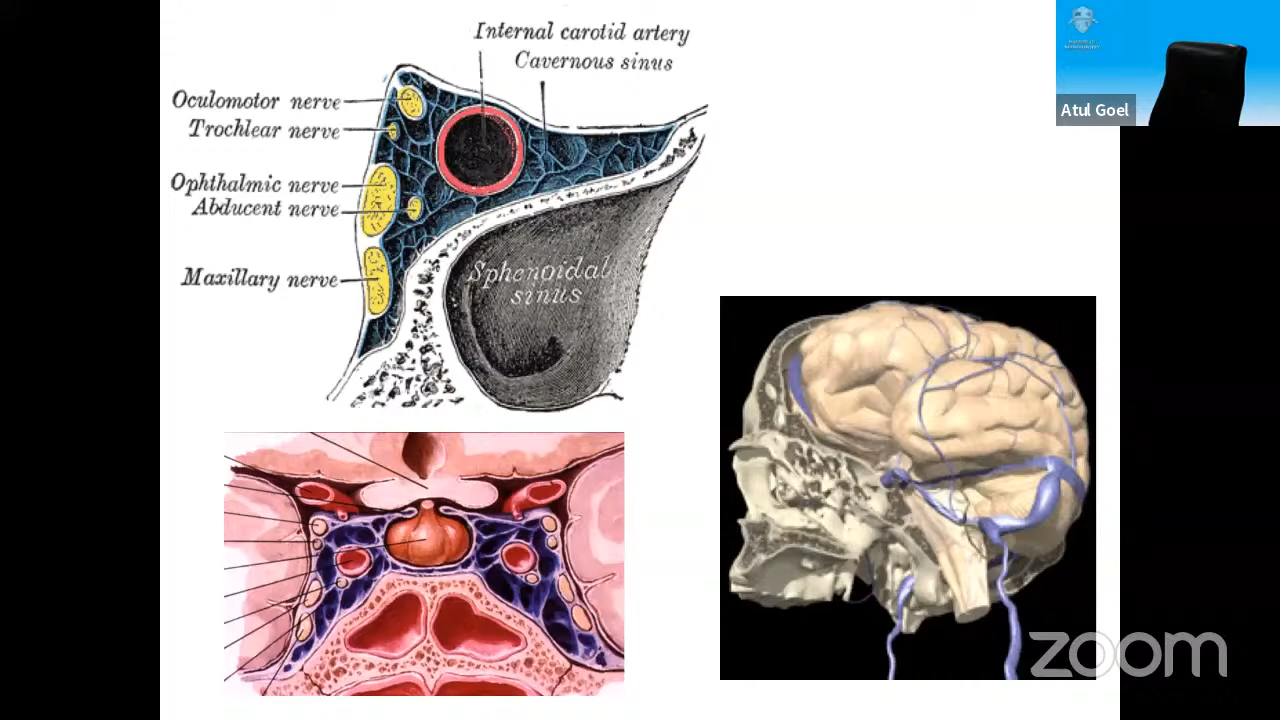 Internal carotid artery
Cavernous sinus
Oculomotor nerve
Trochlear nerve
Ophthalmic nerve
Abducent nerve
Maxillary nerve
Sphenoidal
sinus
Atul Goel
zoom